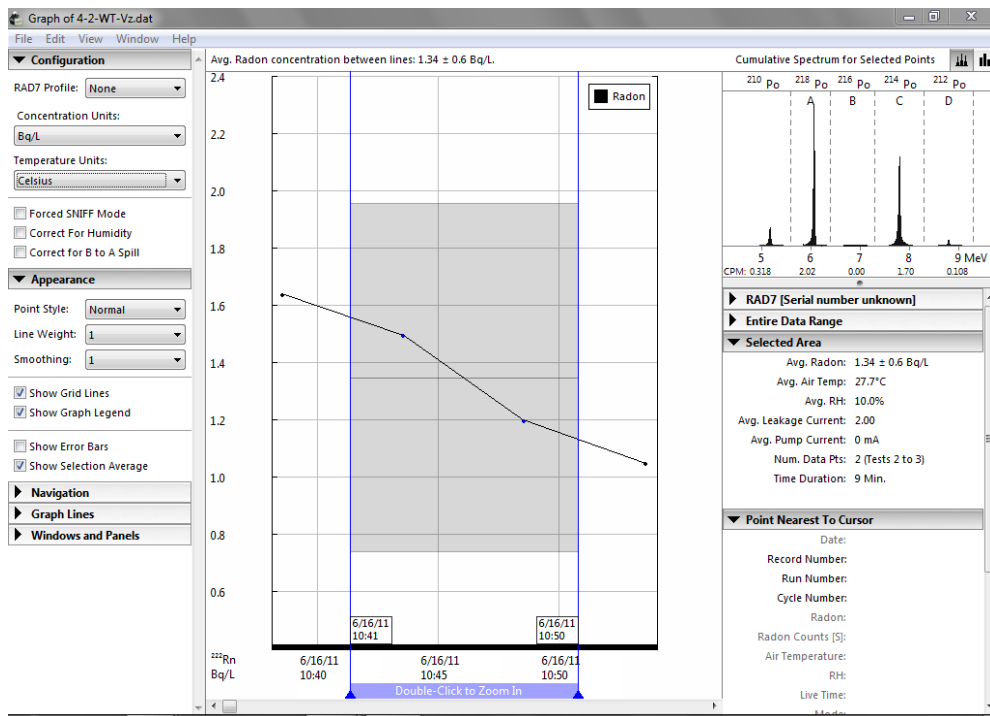 Graph of 4-2-WT-Vz.dat
File Edit View Window Help
Configuration
RAD7 Profile: None
Concentration Units:
Bq/L
Temperature Units:
Celsius
Forced SNIFF Mode
Correct For Humidity
Correct for B to A Spill
Appearance
Point Style: Normal
Line Weight: 1
Smoothing: 1
Show Grid Lines
Show Graph Legend
Show Error Bars
Show Selection Average
Navigation
Graph Lines
Windows and Panels
Avg. Radon concentration between lines: 1.34 ± 0.6 Bq/L.
2.4
2.2
2.0
1.8
1.6
1.4
1.2
1.0
0.8
0.6
Radon
6/16/11
10:41
6/16/11
10:50
222Rn
Bq/L
6/16/11
10:40
6/16/11
10:45
6/16/11
10:50
Double-Click to Zoom In
Cumulative Spectrum for Selected Points
210 Po 218 Po 216 Po 214 Po 212 Po
A B C D
5 6 7 8 9 MeV
CPM: 0.318 2.02 0.00 1.70 0.108
RAD7 [Serial number unknown]
Entire Data Range
Selected Area
Avg. Radon: 1.34 ± 0.6 Bq/L
Avg. Air Temp: 27.7°C
Avg. RH: 10.0%
Avg. Leakage Current: 2.00
Avg. Pump Current: 0 mA
Num. Data Pts: 2 (Tests 2 to 3)
Time Duration: 9 Min.
Point Nearest To Cursor
Date:
Record Number:
Run Number:
Cycle Number:
Radon:
Radon Counts [S]:
Air Temperature:
RH:
Live Time: